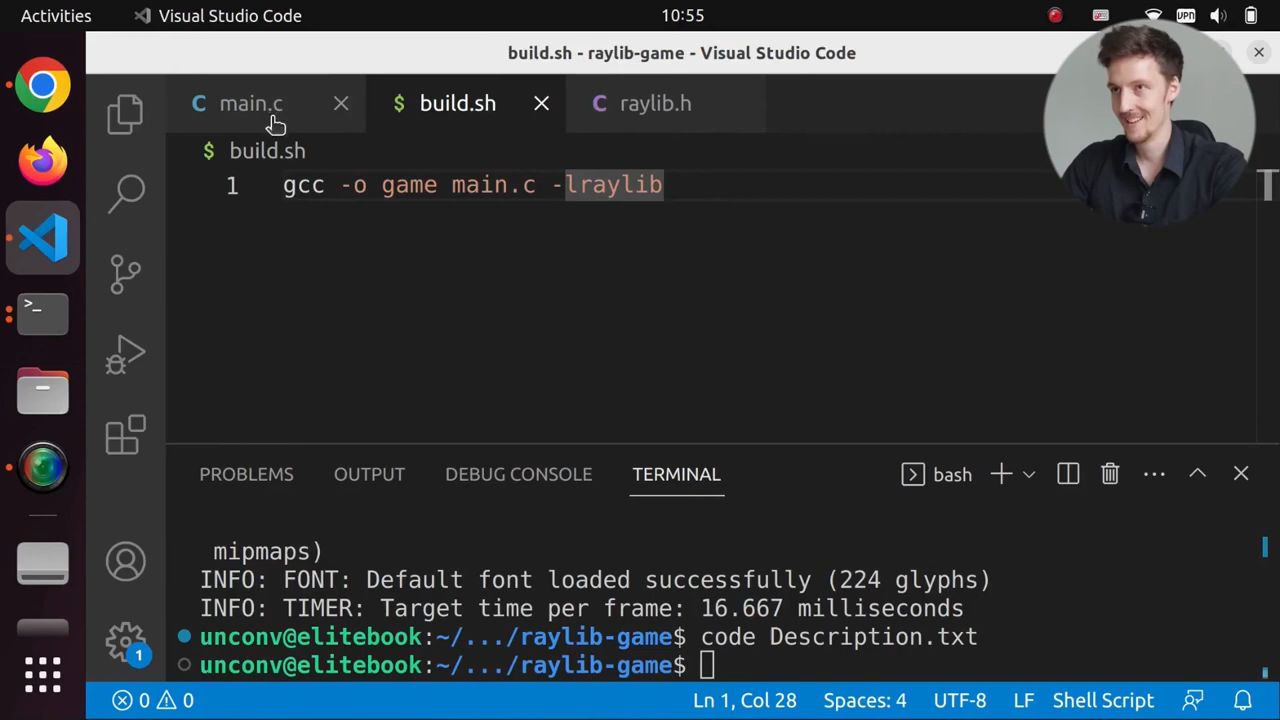 Activities
Visual Studio Code
10:55
VPN
build.sh - raylib-game - Visual Studio Code
C main.c
$ build.sh
C raylib.h
$ build.sh
1 gcc -o game main.c -lraylib
PROBLEMS
OUTPUT
DEBUG CONSOLE
TERMINAL
bash
mipmaps)
INFO: FONT: Default font loaded successfully (224 glyphs)
INFO: TIMER: Target time per frame: 16.667 milliseconds
unconv@elitebook:~/.../raylib-game$ code Description.txt
unconv@elitebook:~/.../raylib-game$
1
0 0
Ln 1, Col 28
Spaces: 4
UTF-8
LF
Shell Script